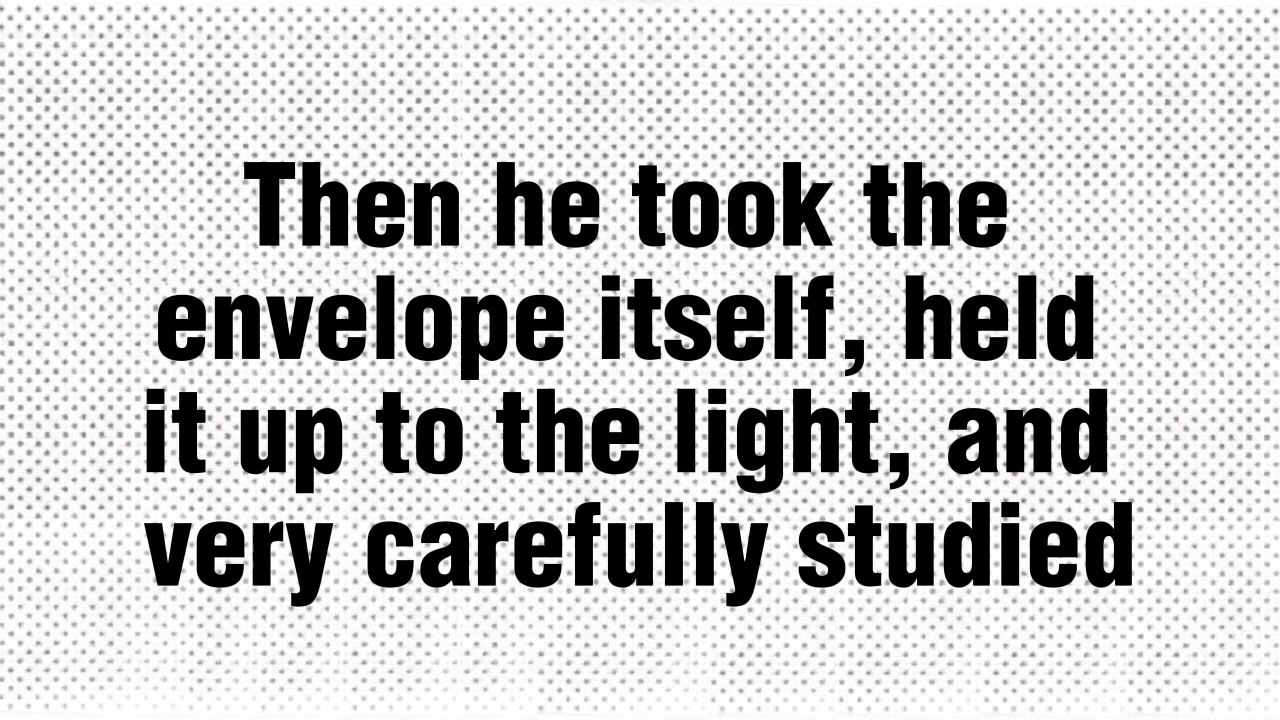 Then he took the
envelope itself, held
it up to the light, and
very carefully studied